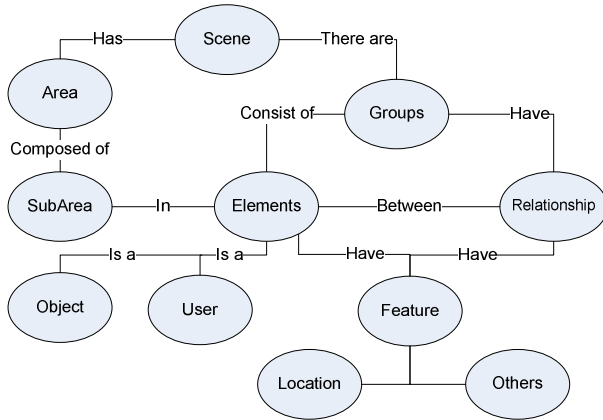 Has
Scene
There are
Area
Consist of
Groups
Have
Composed of
SubArea
In
Elements
Between
Relationship
Is a
Is a
Have
Have
Object
User
Feature
Location
Others